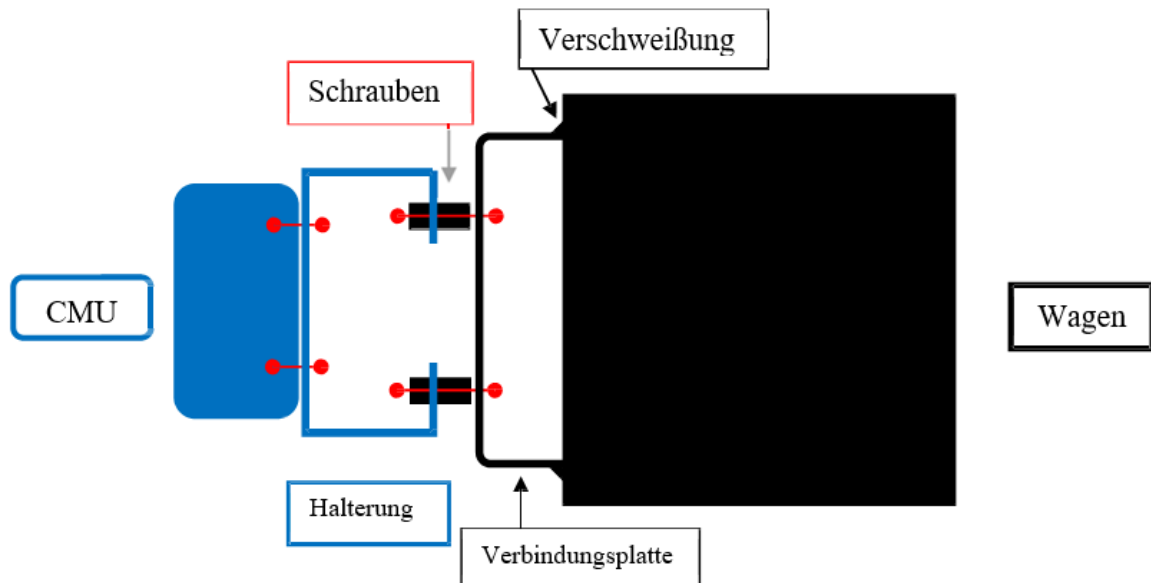 Verschweißung
Schrauben
CMU
Wagen
Halterung
Verbindungsplatte